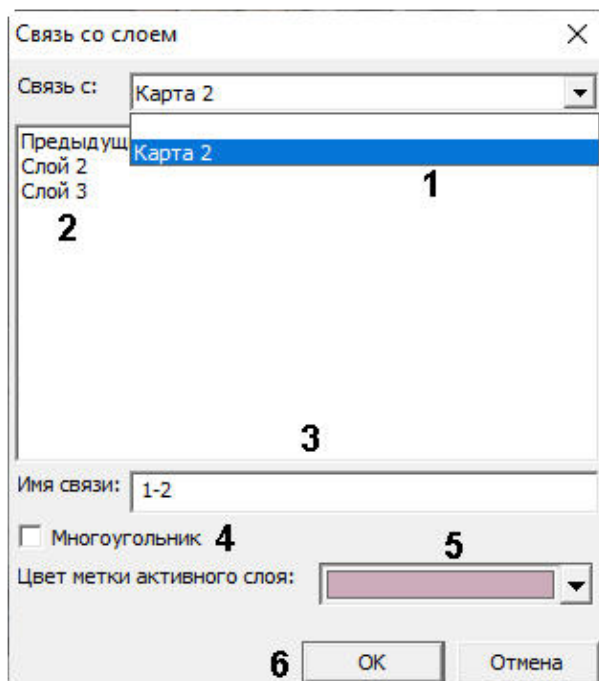 Связь со слоем
Связь с: Карта 2
Предыдущ
Карта 2
Слой 2
1
Слой 3
2
3
Имя связи: 1-2
Многоугольник 4
5
Цвет метки активного слоя:
6 ОК Отмена